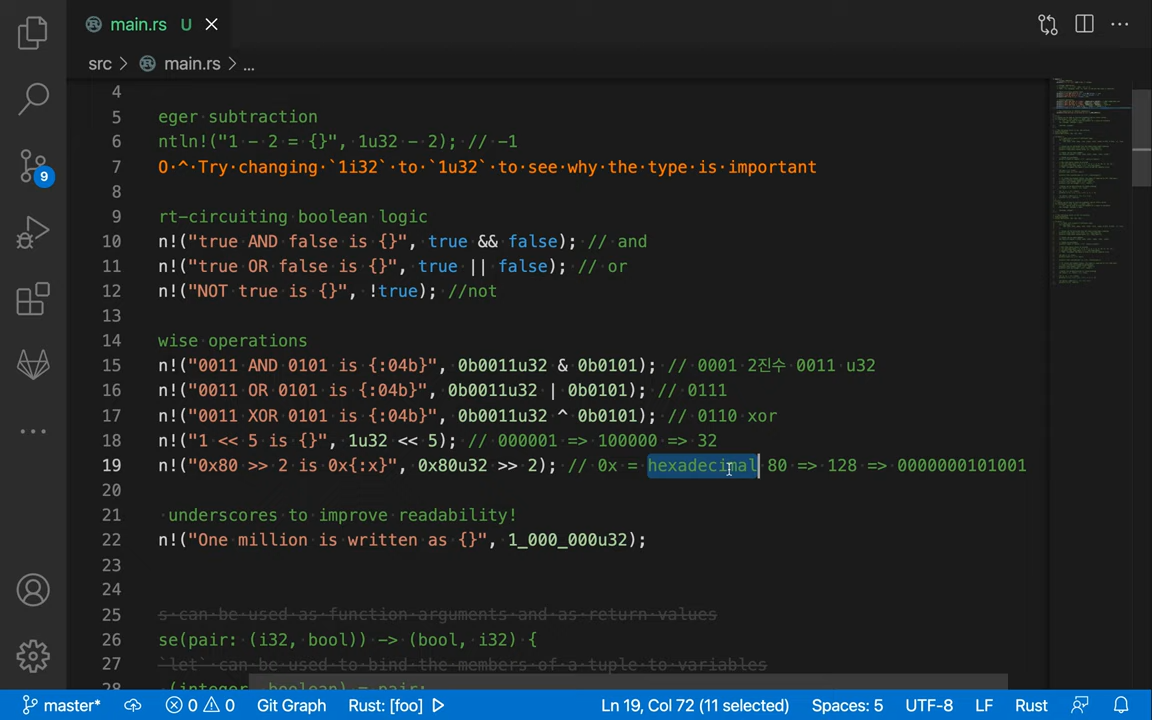 main.rs U
src > main.rs > ...
4
5 eger subtraction
6 ntln!("1 - 2 = {}", 1u32 - 2); // -1
7 O·^·Try·changing·`1i32`·to·`1u32`·to·see·why·the·type·is·important
8
9 rt-circuiting boolean logic
10 n!("true AND false is {}", true && false); // and
11 n!("true OR false is {}", true || false); // or
12 n!("NOT true is {}", !true); //not
13
14 wise operations
15 n!("0011 AND 0101 is {:04b}", 0b0011u32 & 0b0101); // 0001 2진수 0011 u32
16 n!("0011 OR 0101 is {:04b}", 0b0011u32 | 0b0101); // 0111
17 n!("0011 XOR 0101 is {:04b}", 0b0011u32 ^ 0b0101); // 0110 xor
18 n!("1 << 5 is {}", 1u32 << 5); // 000001 => 100000 => 32
19 n!("0x80 >> 2 is 0x{:x}", 0x80u32 >> 2); // 0x = hexadecimal 80 => 128 => 0000000101001
20
21 underscores to improve readability!
22 n!("One million is written as {}", 1_000_000u32);
23
24
25 s·can·be·used·as·function·arguments·and·as·return·values
26 se(pair: (i32, bool)) -> (bool, i32) {
27 `let`·can·be·used·to·bind·the·members·of·a·tuple·to·variables
28 (integer, boolean) = pair;
9
master* 0 0 Git Graph Rust: [foo] Ln 19, Col 72 (11 selected) Spaces: 5 UTF-8 LF Rust